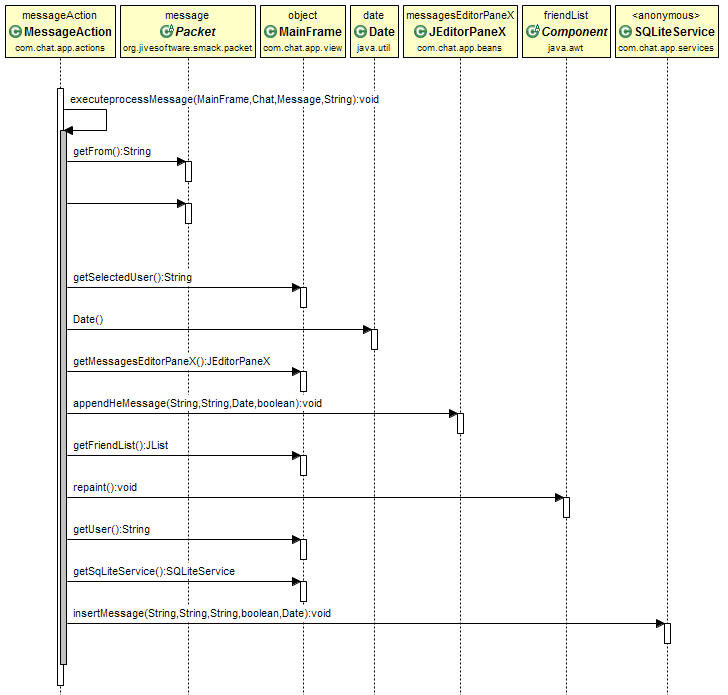 messageAction
MessageAction
com.chat.app.actions
message
Packet
org.jivesoftware.smack.packet
object
MainFrame
com.chat.app.view
date
Date
java.util
messagesEditorPaneX
JEditorPaneX
com.chat.app.beans
friendList
Component
java.awt
<anonymous>
SQLiteService
com.chat.app.services
executeprocessMessage(MainFrame,Chat,Message,String):void
getFrom():String
getSelectedUser():String
Date()
getMessagesEditorPaneX():JEditorPaneX
appendHeMessage(String,String,Date,boolean):void
getFriendList():JList
repaint():void
getUser():String
getSqLiteService():SQLiteService
insertMessage(String,String,String,boolean,Date):void